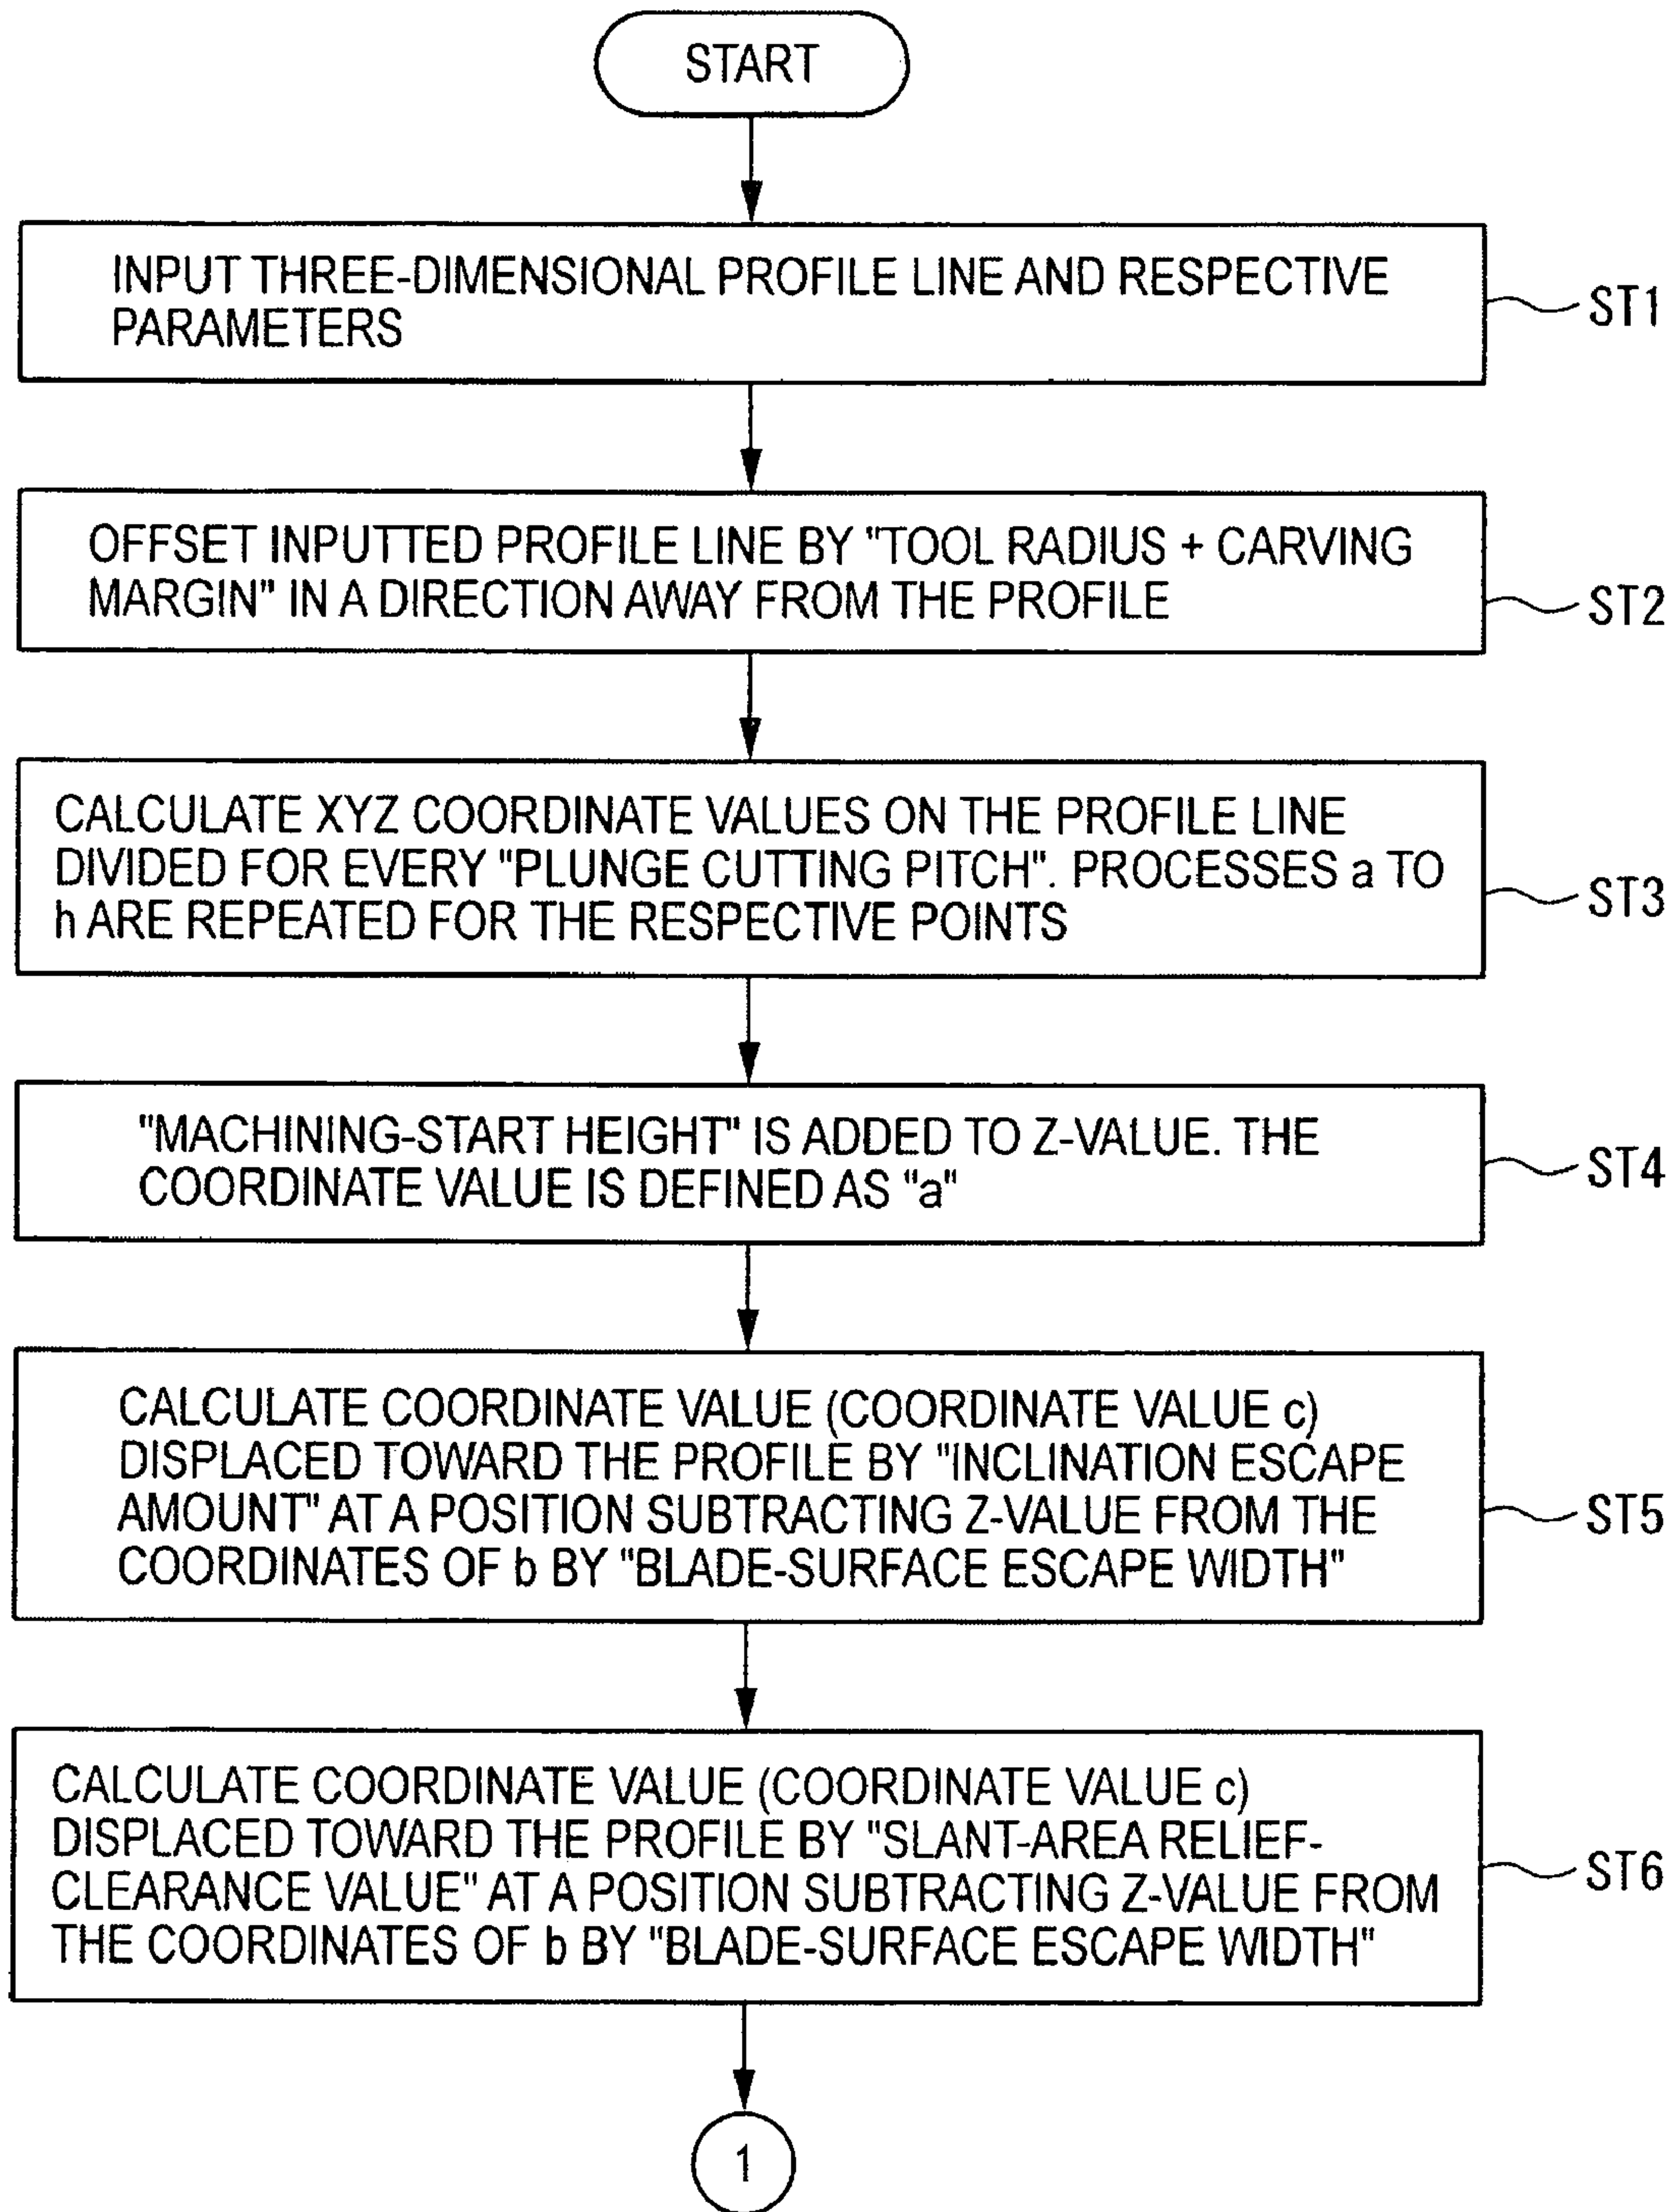 START
INPUT THREE-DIMENSIONAL PROFILE LINE AND RESPECTIVE
PARAMETERS
ST1
OFFSET INPUTTED PROFILE LINE BY "TOOL RADIUS + CARVING
MARGIN" IN A DIRECTION AWAY FROM THE PROFILE
ST2
CALCULATE XYZ COORDINATE VALUES ON THE PROFILE LINE
DIVIDED FOR EVERY "PLUNGE CUTTING PITCH". PROCESSES a TO
h ARE REPEATED FOR THE RESPECTIVE POINTS
ST3
"MACHINING-START HEIGHT" IS ADDED TO Z-VALUE. THE
COORDINATE VALUE IS DEFINED AS "a"
ST4
CALCULATE COORDINATE VALUE (COORDINATE VALUE c)
DISPLACED TOWARD THE PROFILE BY "INCLINATION ESCAPE
AMOUNT" AT A POSITION SUBTRACTING Z-VALUE FROM THE
COORDINATES OF b BY "BLADE-SURFACE ESCAPE WIDTH"
ST5
CALCULATE COORDINATE VALUE (COORDINATE VALUE c)
DISPLACED TOWARD THE PROFILE BY "SLANT-AREA RELIEF-
CLEARANCE VALUE" AT A POSITION SUBTRACTING Z-VALUE FROM
THE COORDINATES OF b BY "BLADE-SURFACE ESCAPE WIDTH"
ST6
1